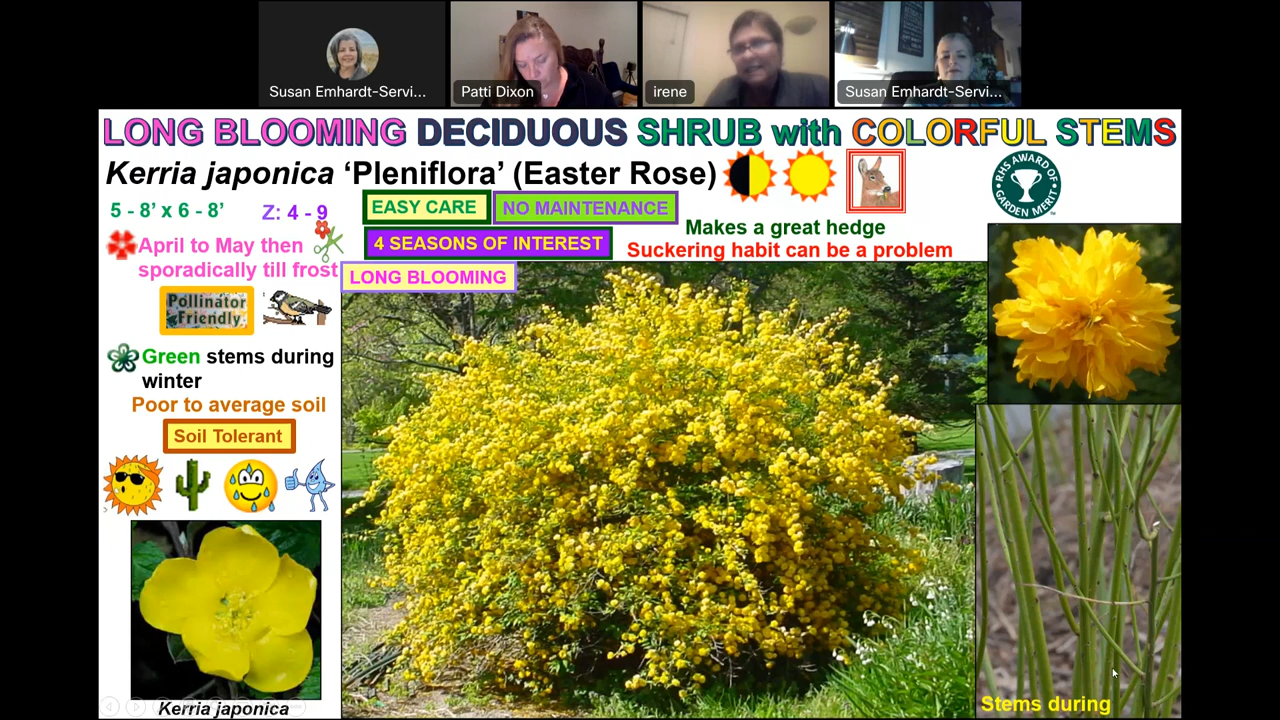 Susan Emhardt-Servi...
Patti Dixon
irene
Susan Emhardt-Servi...
LONG BLOOMING DECIDUOUS SHRUB with COLORFUL STEMS
Kerria japonica ‘Pleniflora’ (Easter Rose)
RHS AWARD OF GARDEN MERIT
5 - 8’ x 6 - 8’
Z: 4 - 9
EASY CARE
NO MAINTENANCE
Makes a great hedge
4 SEASONS OF INTEREST
Suckering habit can be a problem
April to May then
sporadically till frost
LONG BLOOMING
Pollinator
Friendly
Green stems during
winter
Poor to average soil
Soil Tolerant
Kerria japonica
Stems during